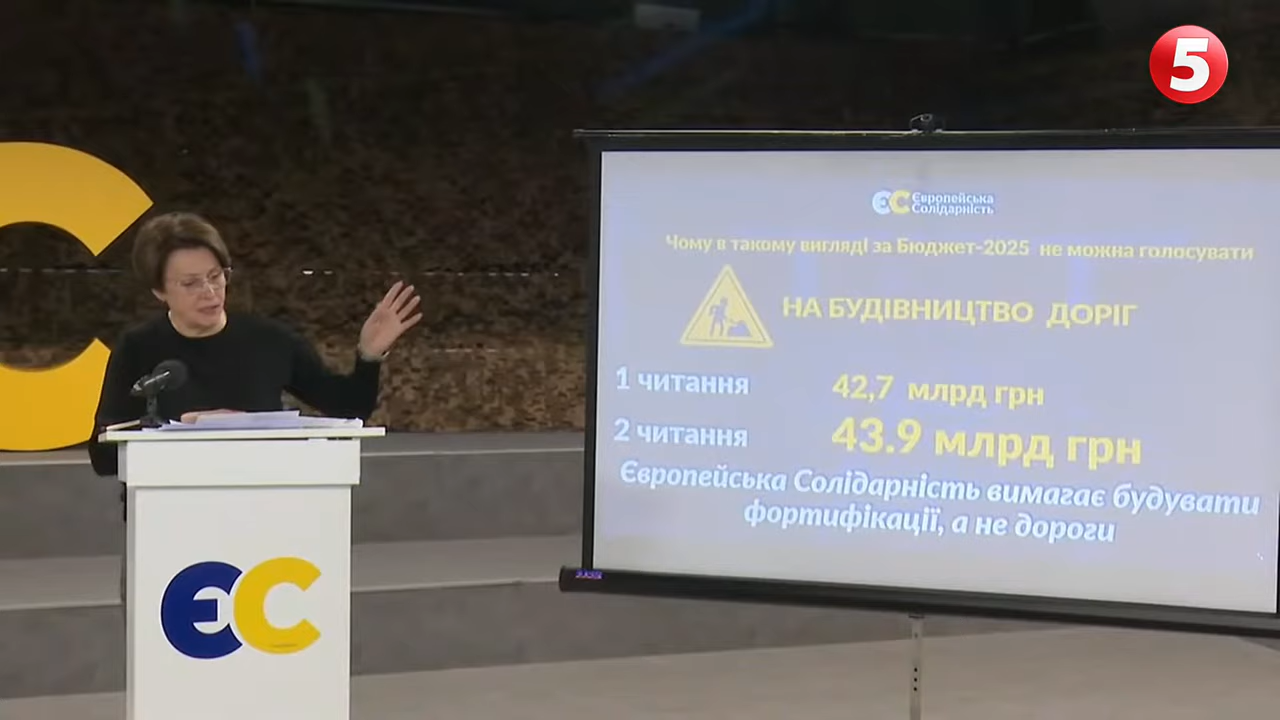 5
ЄС Європейська
Солідарність
Чому в такому вигляді за Бюджет-2025 не можна голосувати
НА БУДІВНИЦТВО ДОРІГ
1 читання 42,7 млрд грн
2 читання 43.9 млрд грн
Європейська Солідарність вимагає будувати
фортифікації, а не дороги
ЄС